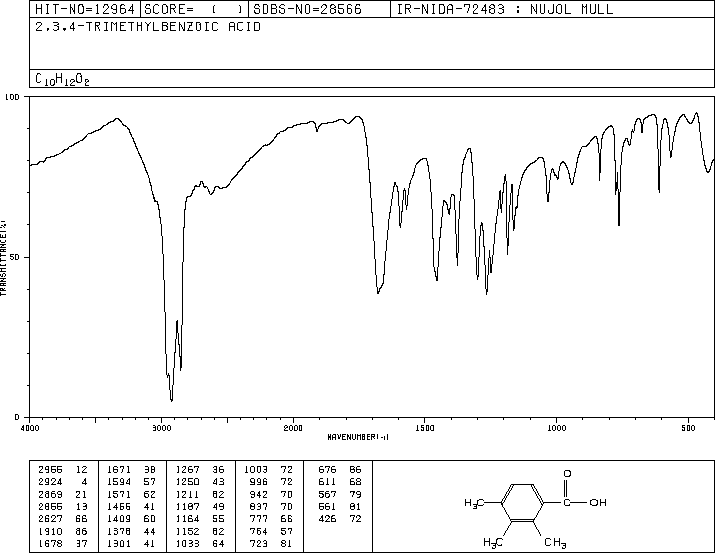 HIT-NO=12964 SCORE= ( ) SDBS-NO=28566 IR-NIDA-72483 : NUJOL MULL
2,3,4-TRIMETHYLBENZOIC ACID
C10H12O2
100
50
0
TRANSMITTANCE(%)
4000 3000 2000 1500 1000 500
WAVENUMBER(-1)
2955 12 1671 38 1267 36 1003 72 676 86
2924 4 1594 57 1250 43 996 72 611 68
2869 21 1571 62 1211 62 942 70 567 79
2855 13 1455 41 1187 49 837 70 561 81
2627 66 1409 60 1164 55 777 66 426 72
1910 86 1378 44 1152 62 764 57
1678 37 1301 41 1033 64 723 81
O
C OH
H3C
H3C CH3